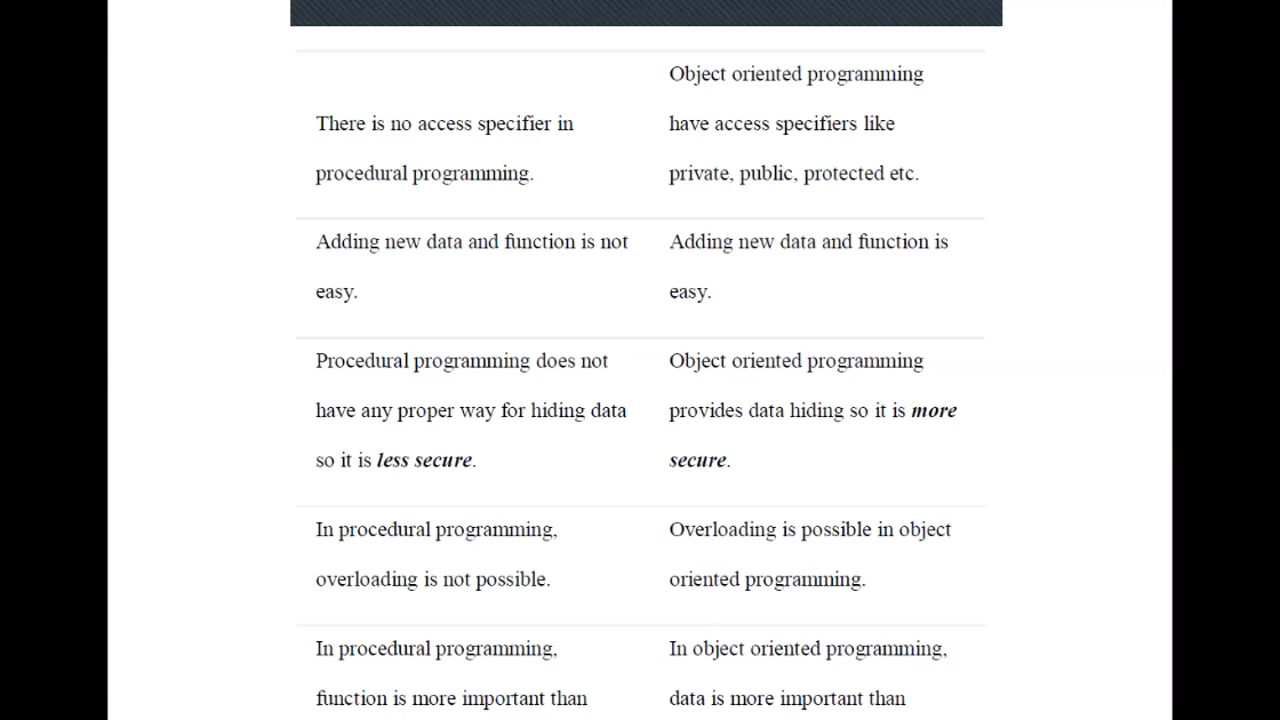 There is no access specifier in
procedural programming.
Object oriented programming
have access specifiers like
private, public, protected etc.
Adding new data and function is not
easy.
Adding new data and function is
easy.
Procedural programming does not
have any proper way for hiding data
so it is less secure.
Object oriented programming
provides data hiding so it is more
secure.
In procedural programming,
overloading is not possible.
Overloading is possible in object
oriented programming.
In procedural programming,
function is more important than
In object oriented programming,
data is more important than